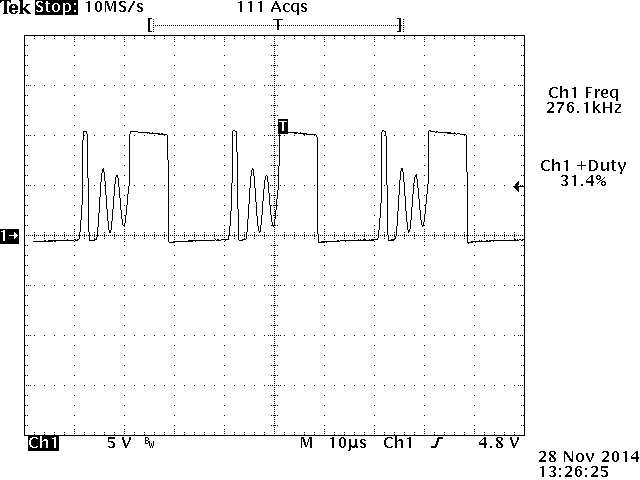 Tek Stop: 10MS/s 111 Acqs
[ T ]
T
Ch1 Freq
276.1kHz
Ch1 +Duty
31.4%
1→
Ch1 5 V BW M 10µs Ch1 4.8 V
28 Nov 2014
13:26:25